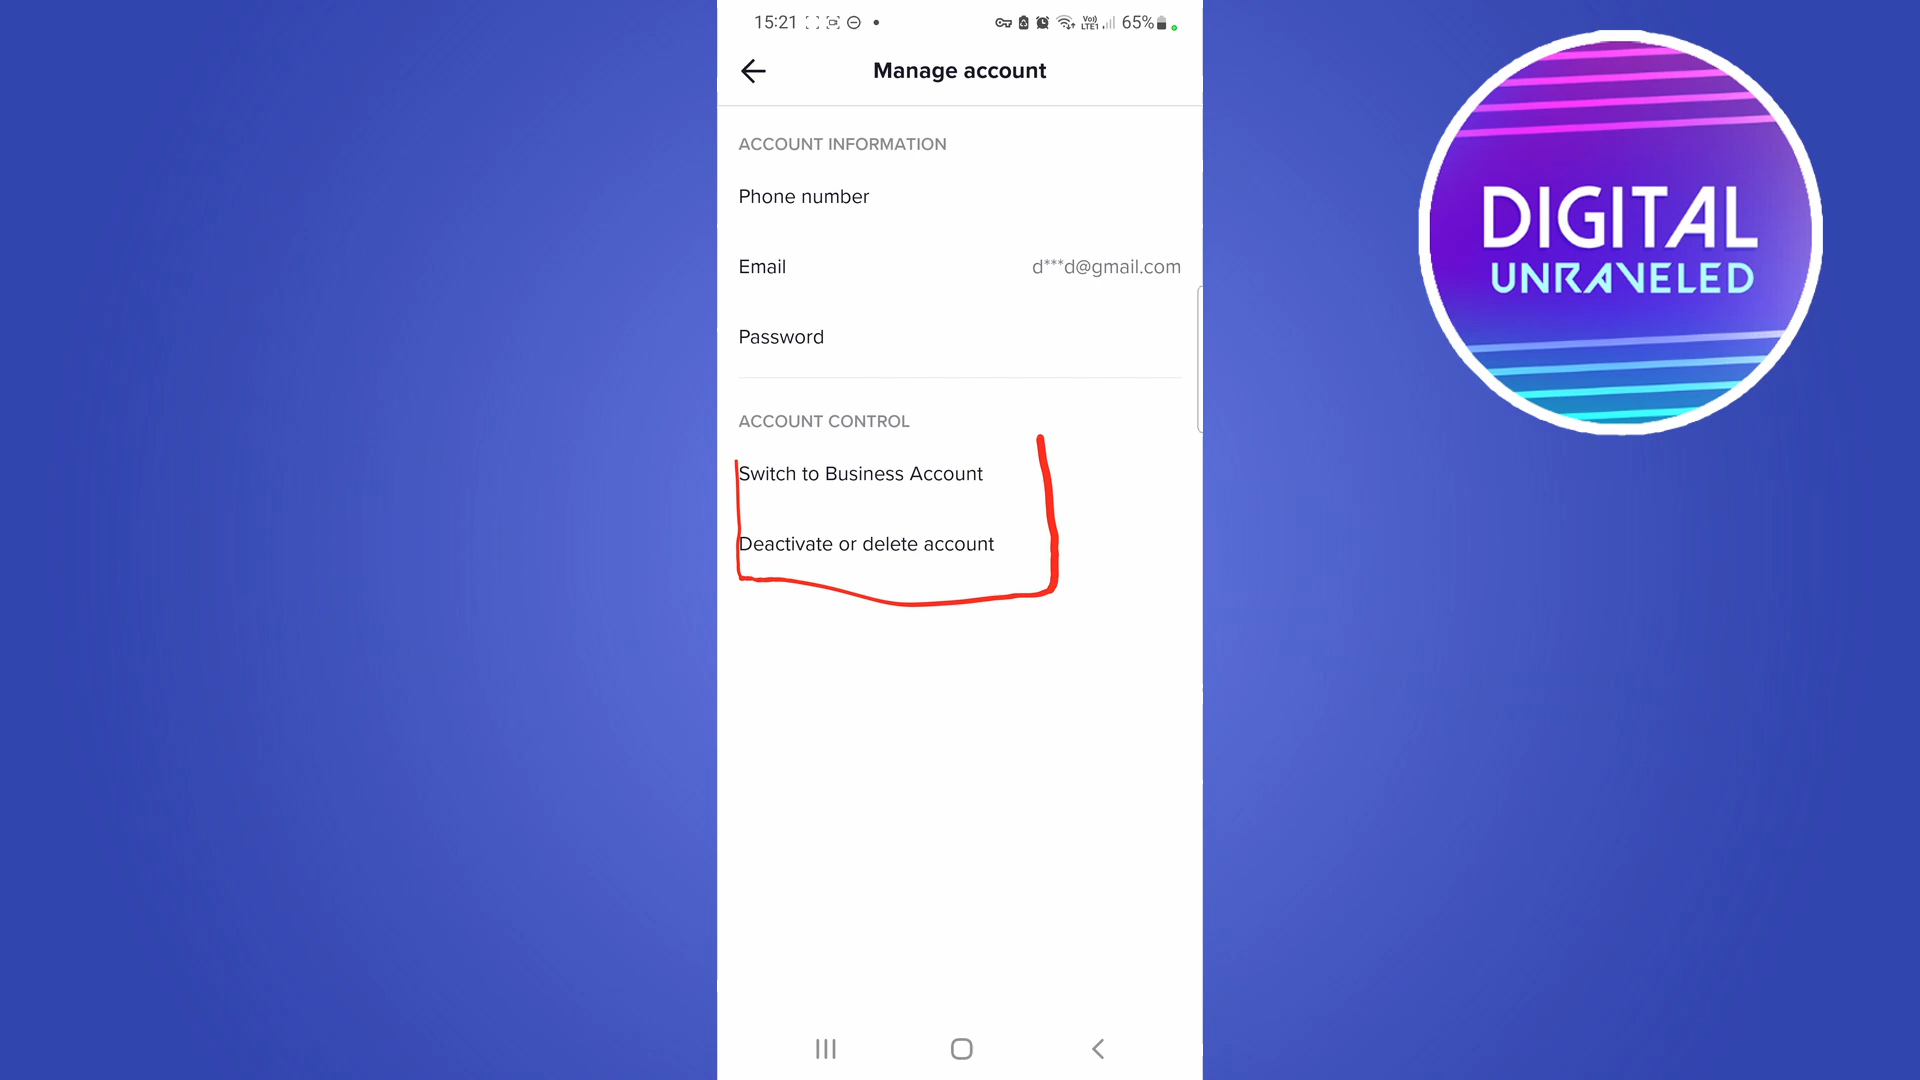 15:21
65%
Manage account
ACCOUNT INFORMATION
Phone number
Email d***d@gmail.com
Password
ACCOUNT CONTROL
Switch to Business Account
Deactivate or delete account
DIGITAL
UNRAVELED